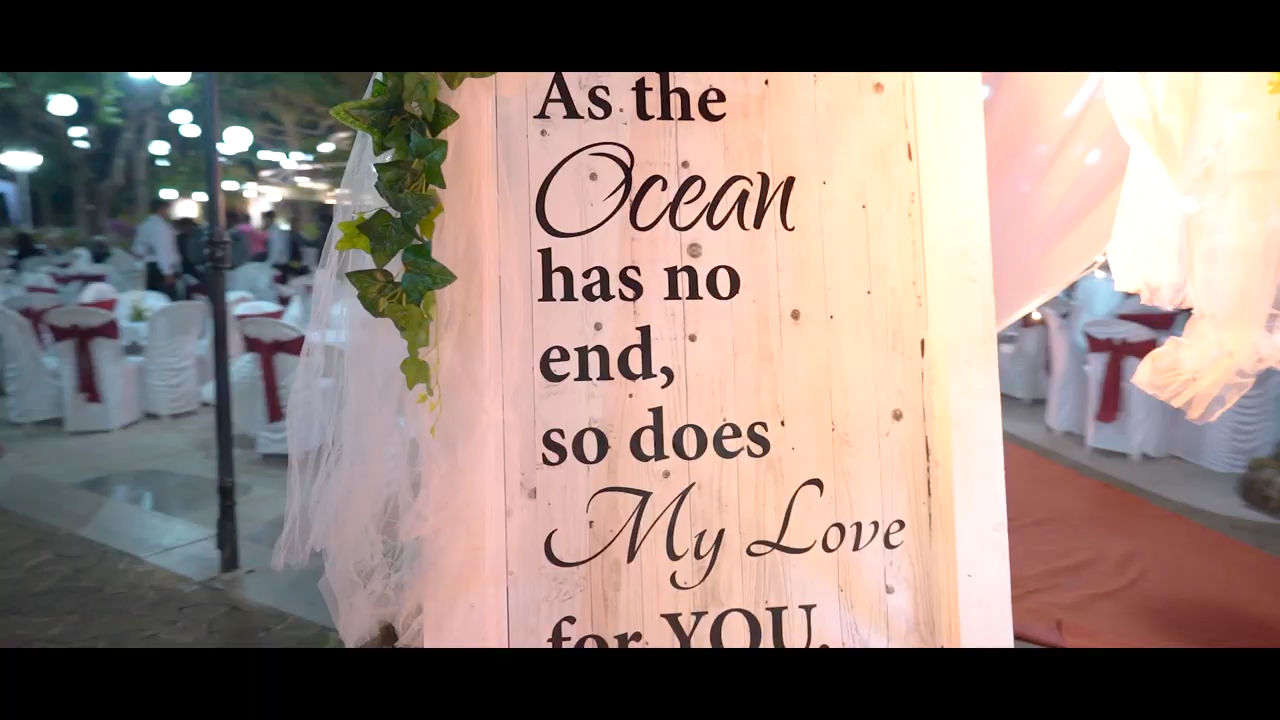 As the
Ocean
has no
end,
so does
My Love
for YOU.